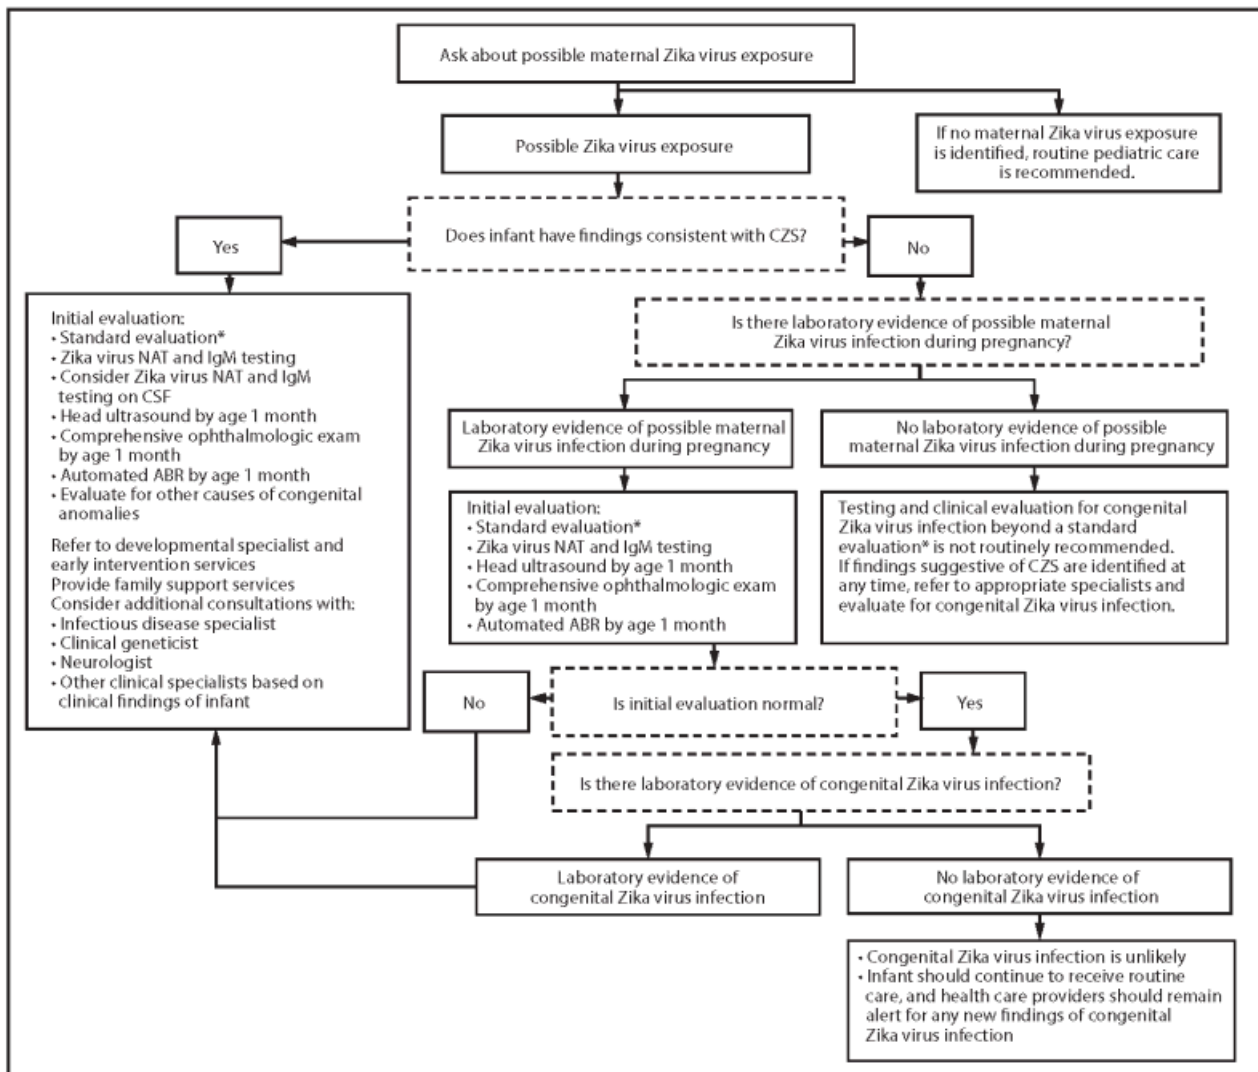 Ask about possible maternal Zika virus exposure
Possible Zika virus exposure
If no maternal Zika virus exposure
is identified, routine pediatric care
is recommended.
Does infant have findings consistent with CZS?
Yes
No
Initial evaluation:
• Standard evaluation*
• Zika virus NAT and IgM testing
• Consider Zika virus NAT and IgM
testing on CSF
• Head ultrasound by age 1 month
• Comprehensive ophthalmologic exam
by age 1 month
• Automated ABR by age 1 month
• Evaluate for other causes of congenital
anomalies
Refer to developmental specialist and
early intervention services
Provide family support services
Consider additional consultations with:
• Infectious disease specialist
• Clinical geneticist
• Neurologist
• Other clinical specialists based on
clinical findings of infant
Is there laboratory evidence of possible maternal
Zika virus infection during pregnancy?
Laboratory evidence of possible maternal
Zika virus infection during pregnancy
No laboratory evidence of possible
maternal Zika virus infection during pregnancy
Initial evaluation:
• Standard evaluation*
• Zika virus NAT and IgM testing
• Head ultrasound by age 1 month
• Comprehensive ophthalmologic exam
by age 1 month
• Automated ABR by age 1 month
Testing and clinical evaluation for congenital
Zika virus infection beyond a standard
evaluation* is not routinely recommended.
If findings suggestive of CZS are identified at
any time, refer to appropriate specialists and
evaluate for congenital Zika virus infection.
No
Is initial evaluation normal?
Yes
Is there laboratory evidence of congenital Zika virus infection?
Laboratory evidence of
congenital Zika virus infection
No laboratory evidence of
congenital Zika virus infection
• Congenital Zika virus infection is unlikely
• Infant should continue to receive routine
care, and health care providers should remain
alert for any new findings of congenital
Zika virus infection